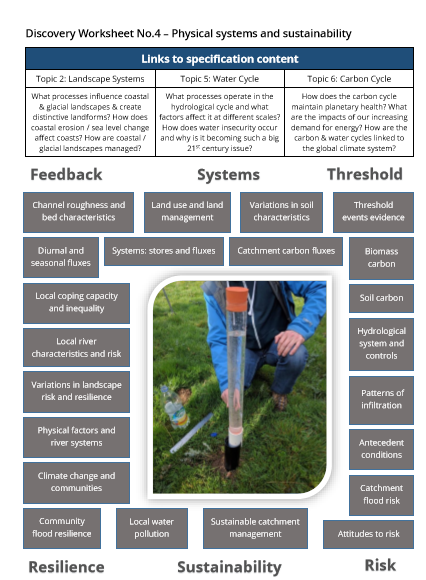 Discovery Worksheet No.4 – Physical systems and sustainability
Links to specification content
Topic 2: Landscape Systems
Topic 5: Water Cycle
Topic 6: Carbon Cycle
What processes influence coastal
& glacial landscapes & create
distinctive landforms? How does
coastal erosion / sea level change
affect coasts? How are coastal /
glacial landscapes managed?
What processes operate in the
hydrological cycle and what
factors affect it at different scales?
How does water insecurity occur
and why is it becoming such a big
21st century issue?
How does the carbon cycle
maintain planetary health? What
are the impacts of our increasing
demand for energy? How are the
carbon & water cycles linked to
the global climate system?
Feedback
Systems
Threshold
Channel roughness and
bed characteristics
Land use and land
management
Variations in soil
characteristics
Threshold
events evidence
Diurnal and
seasonal fluxes
Systems: stores and fluxes
Catchment carbon fluxes
Biomass
carbon
Local coping capacity
and inequality
Soil carbon
Local river
characteristics and risk
Hydrological
system and
controls
Variations in landscape
risk and resilience
Patterns of
infiltration
Physical factors and
river systems
Antecedent
conditions
Climate change and
communities
Catchment
flood risk
Community
flood resilience
Local water
pollution
Sustainable catchment
management
Attitudes to risk
Resilience
Sustainability
Risk